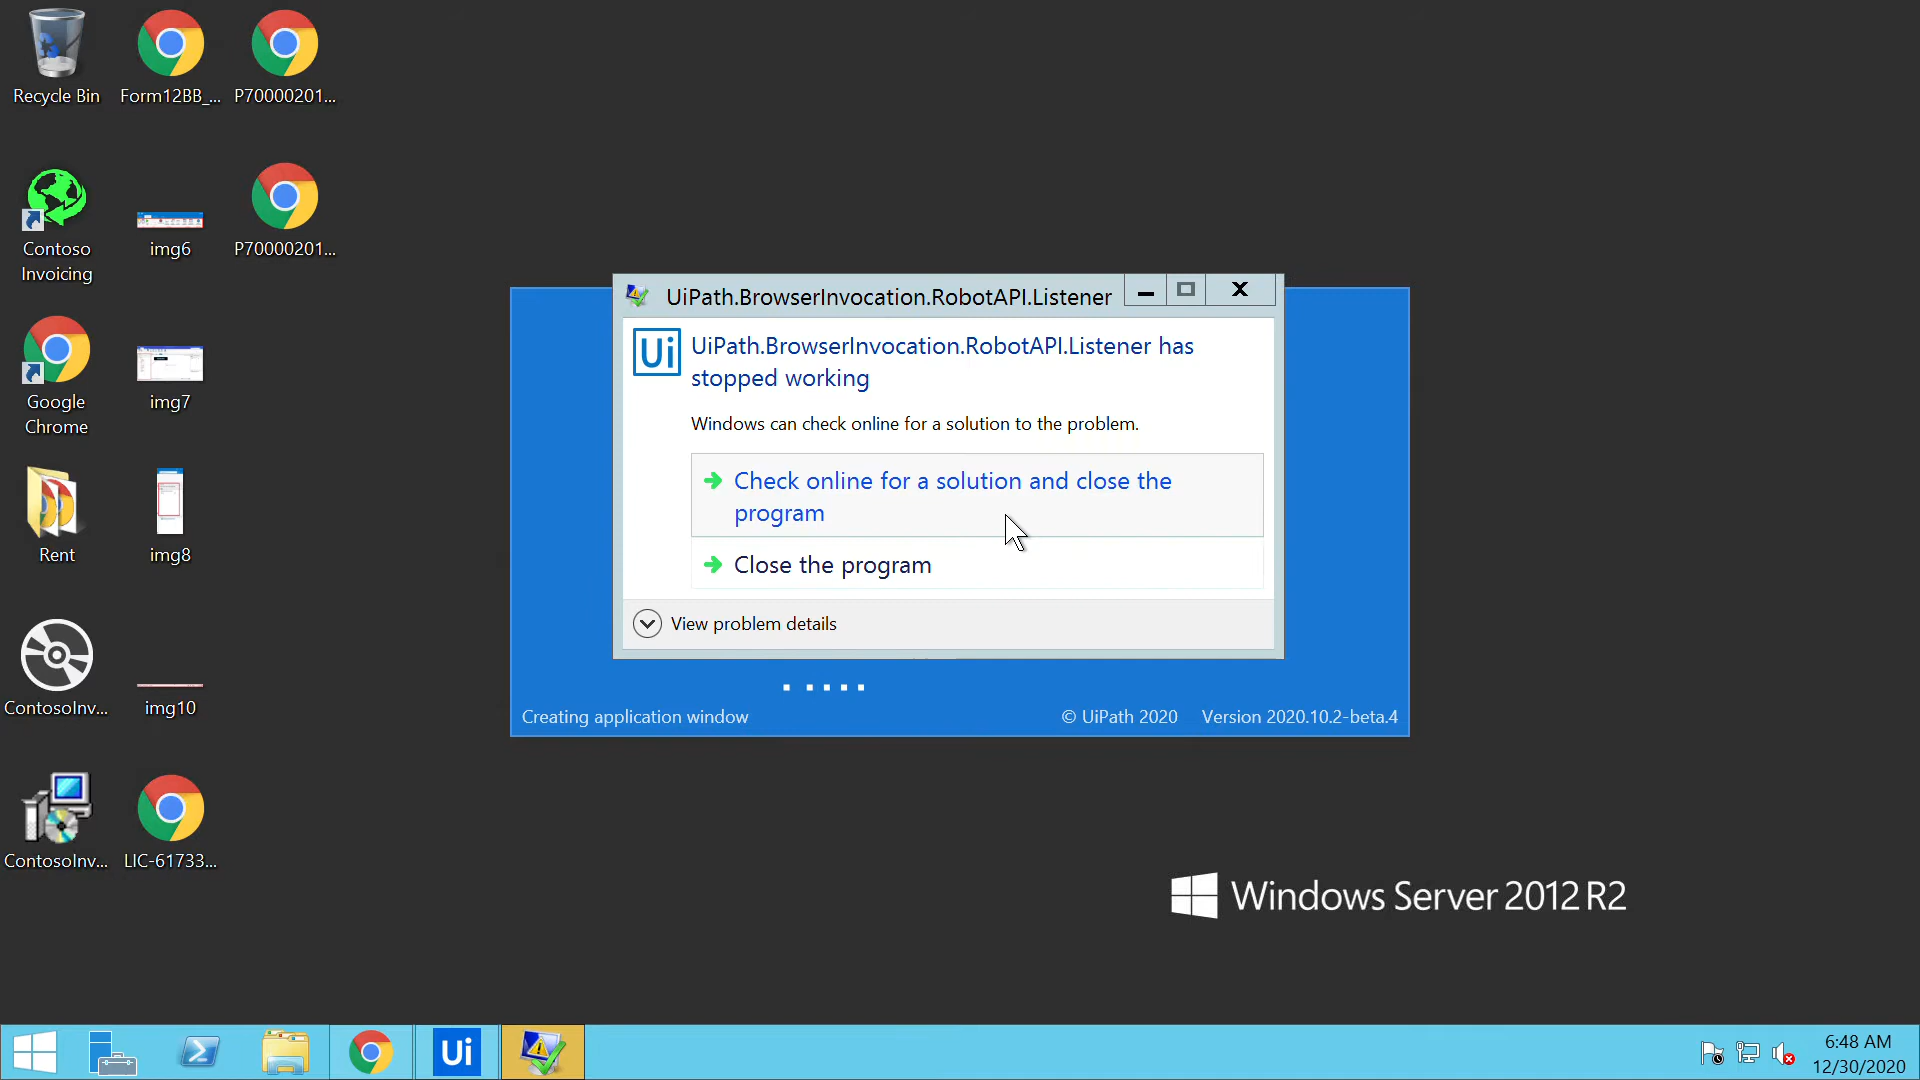 Recycle Bin
Form12BB_...
P70000201...
Contoso
Invoicing
img6
P70000201...
Google
Chrome
img7
Rent
img8
ContosoInv...
img10
ContosoInv...
LIC-61733...
UiPath.BrowserInvocation.RobotAPI.Listener
Ui
UiPath.BrowserInvocation.RobotAPI.Listener has
stopped working
Windows can check online for a solution to the problem.
Check online for a solution and close the
program
Close the program
View problem details
Creating application window
© UiPath 2020
Version 2020.10.2-beta.4
Windows Server 2012 R2
Ui
6:48 AM
12/30/2020